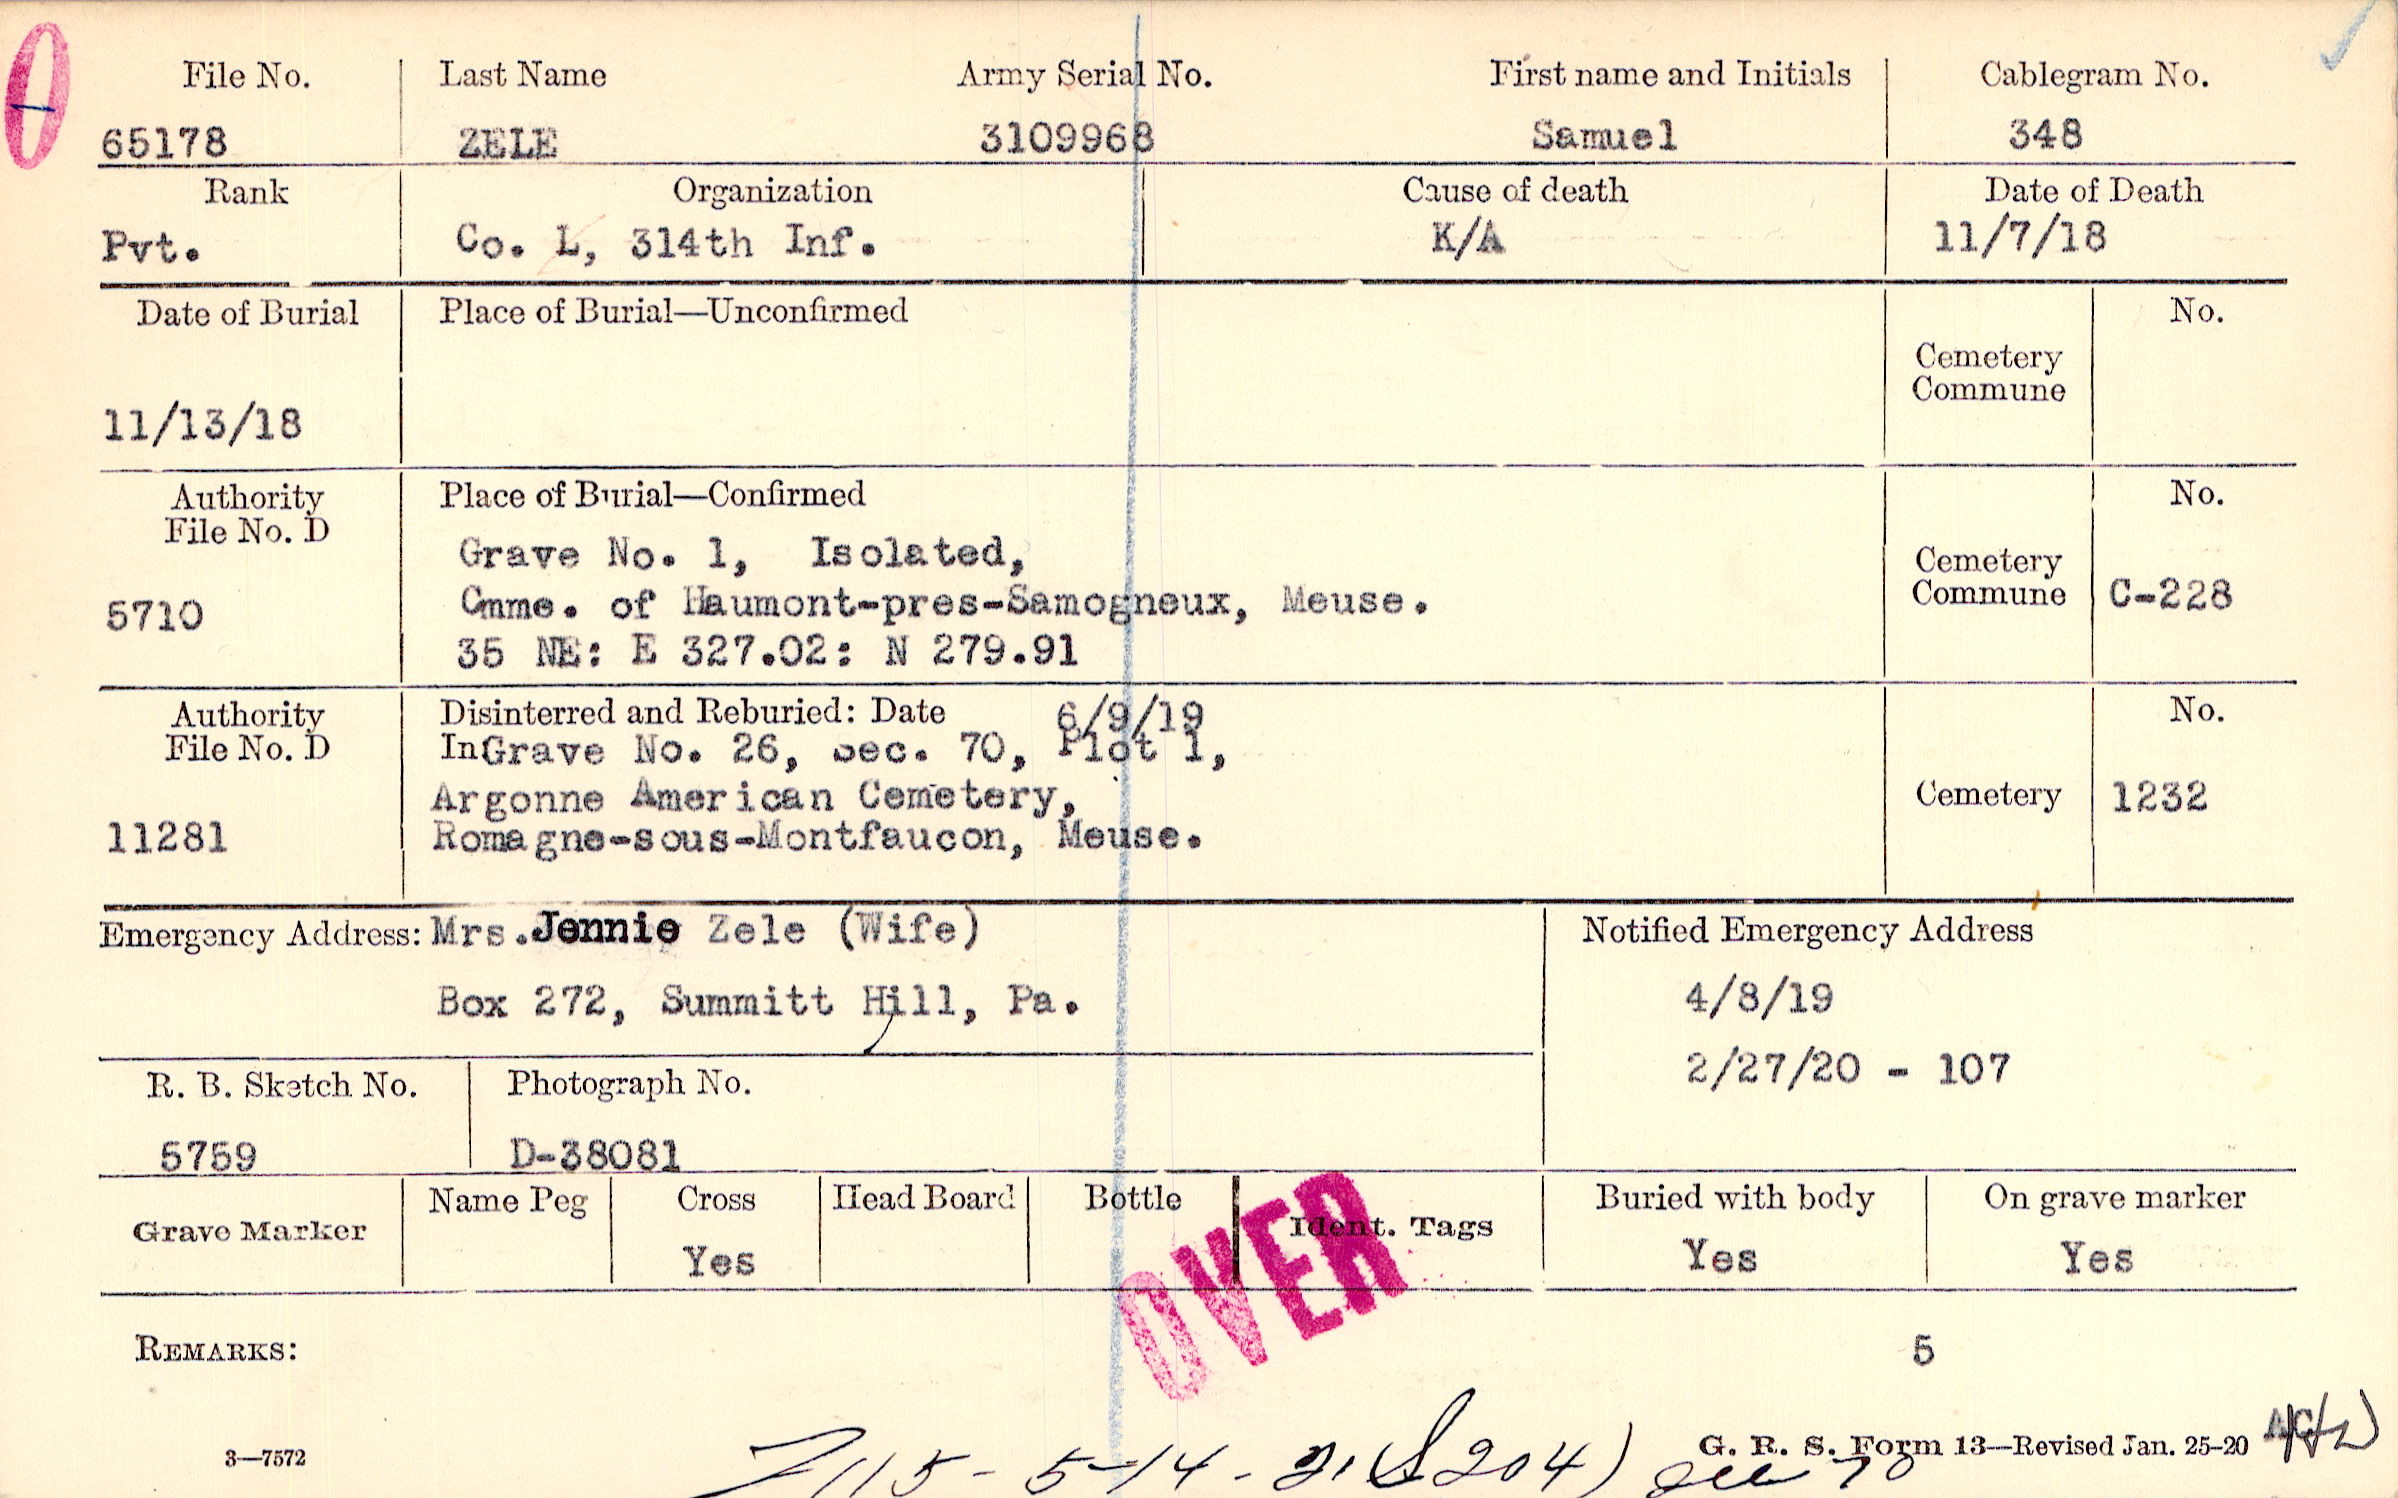 File No. Last Name Army Serial No. First name and Initials Cablegram No.
65178 ZELE 3109968 Samuel 348
Rank Organization Cause of death Date of Death
Pvt. Co. L, 314th Inf. K/A 11/7/18
Date of Burial Place of Burial—Unconfirmed No.
Cemetery
Commune
11/13/18
Authority Place of Burial—Confirmed No.
File No. D
Grave No. 1, Isolated,
Cemetery
5710 Cmme. of Haumont-pres-Samogneux, Meuse. Commune C-228
35 NE: E 327.02: N 279.91
Authority Disinterred and Reburied: Date 6/9/19 No.
File No. D InGrave No. 26, Sec. 70, Plot 1,
Argonne American Cemetery, Cemetery 1232
11281 Romagne-sous-Montfaucon, Meuse.
Emergency Address: Mrs. Jennie Zele (Wife) Notified Emergency Address
Box 272, Summitt Hill, Pa. 4/8/19
2/27/20 - 107
R. B. Sketch No. Photograph No.
5759 D-38081
Grave Marker Name Peg Cross Head Board Bottle Ident. Tags Buried with body On grave marker
Yes Yes Yes
OVER
REMARKS: 5
3—7572 G. R. S. Form 13—Revised Jan. 25-20
5-14-21 (S204)